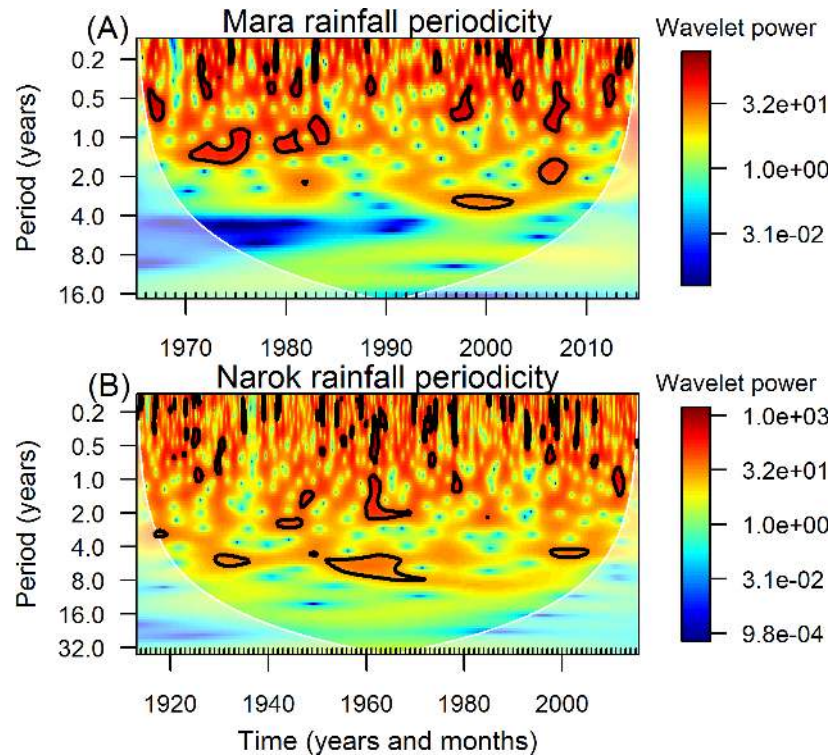 (A) Mara rainfall periodicity
Wavelet power
Period (years)
0.2
0.5
1.0
2.0
4.0
8.0
16.0
3.2e+01
1.0e+00
3.1e-02
1970 1980 1990 2000 2010
(B) Narok rainfall periodicity
Wavelet power
Period (years)
0.2
0.5
1.0
2.0
4.0
8.0
16.0
32.0
1.0e+03
3.2e+01
1.0e+00
3.1e-02
9.8e-04
1920 1940 1960 1980 2000
Time (years and months)